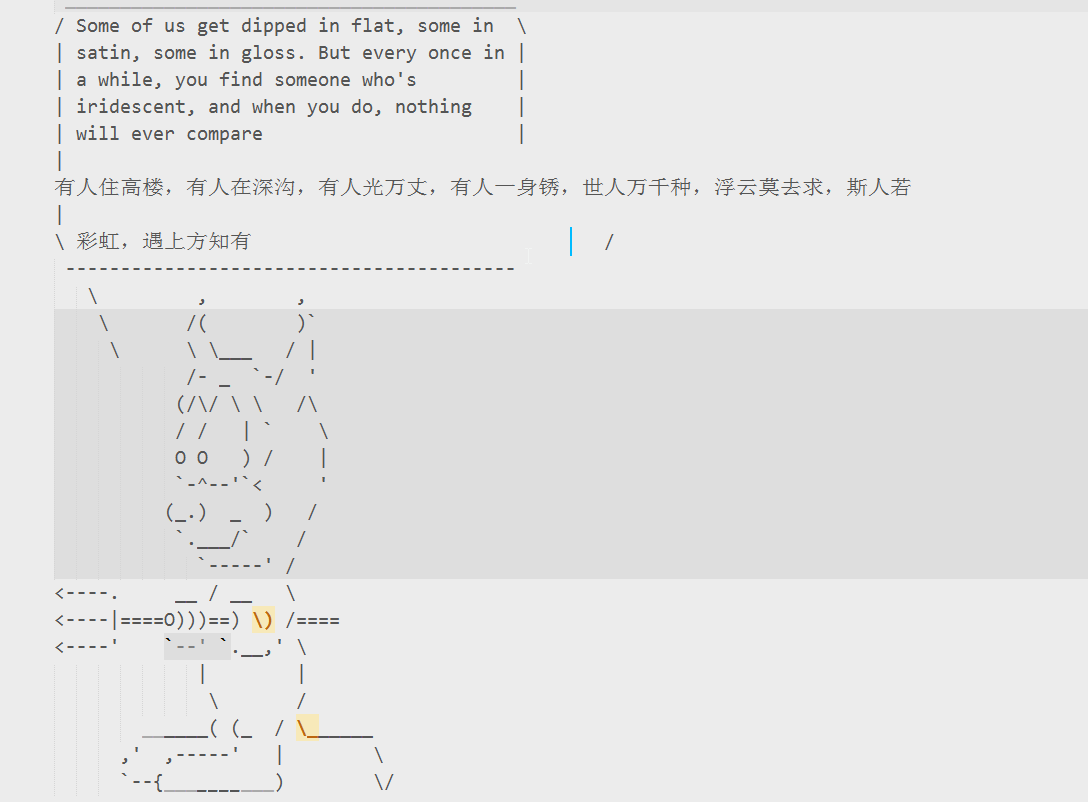 / Some of us get dipped in flat, some in  \
| satin, some in gloss. But every once in |
| a while, you find someone who's         |
| iridescent, and when you do, nothing    |
| will ever compare                       |
|
有人住高楼，有人在深沟，有人光万丈，有人一身锈，世人万千种，浮云莫去求，斯人若
|
\ 彩虹，遇上方知有                                /
 -----------------------------------------
   \         ,        ,
    \       /(        )`
     \      \ \___   / |
            /- _  `-/  '
           (/\/ \ \   /\
           / /   | `    \
           O O   ) /    |
           `-^--'`<     '
          (_.)  _  )   /
           `.___/`    /
             `-----' /
<----.     __ / __   \
<----|====O)))==) \) /====
<----'    `--' `.__,' \
             |        |
              \       /
        ______( (_  / \______
      ,'  ,-----'   |        \
      `--{__________)        \/